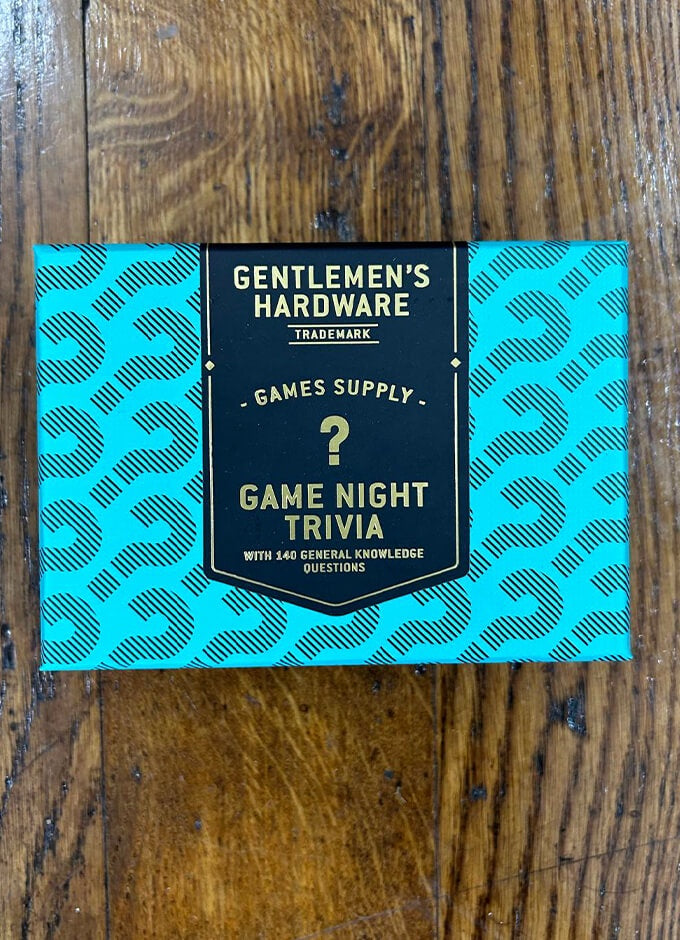 GENTLEMEN'S
HARDWARE
TRADEMARK
- GAMES SUPPLY -
?
GAME NIGHT
TRIVIA
WITH 140 GENERAL KNOWLEDGE
QUESTIONS